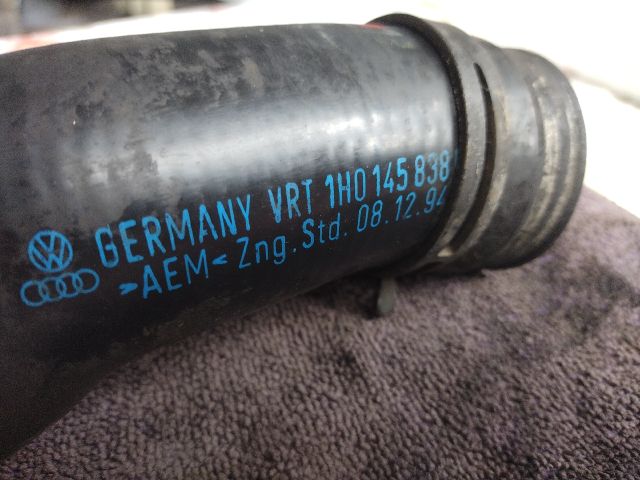 GERMANY VRT 1H0 145 838
>AEM< Zng.Std. 08.12.94